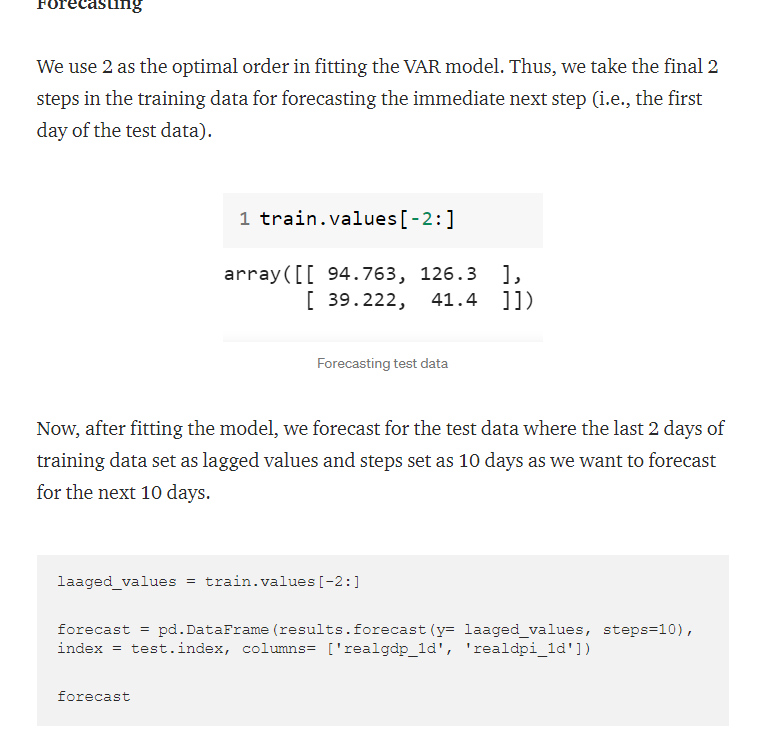 Forecasting
We use 2 as the optimal order in fitting the VAR model. Thus, we take the final 2
steps in the training data for forecasting the immediate next step (i.e., the first
day of the test data).
1 train.values[-2:]
array([[ 94.763, 126.3  ],
       [ 39.222,  41.4  ]])
Forecasting test data
Now, after fitting the model, we forecast for the test data where the last 2 days of
training data set as lagged values and steps set as 10 days as we want to forecast
for the next 10 days.
laaged_values = train.values[-2:]
forecast = pd.DataFrame(results.forecast(y= laaged_values, steps=10),
index = test.index, columns= ['realgdp_1d', 'realdpi_1d'])
forecast